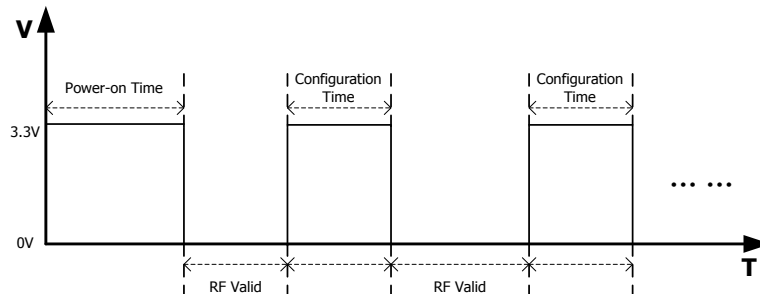 V
Power-on Time
Configuration
Time
Configuration
Time
3.3V
... ...
0V
T
RF Valid
RF Valid